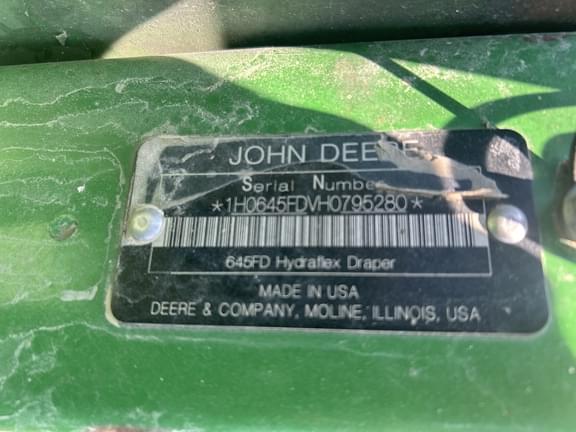 JOHN DEERE
Serial Number
*1H0645FDVH0795280*
645FD Hydraflex Draper
MADE IN USA
DEERE & COMPANY, MOLINE, ILLINOIS, USA